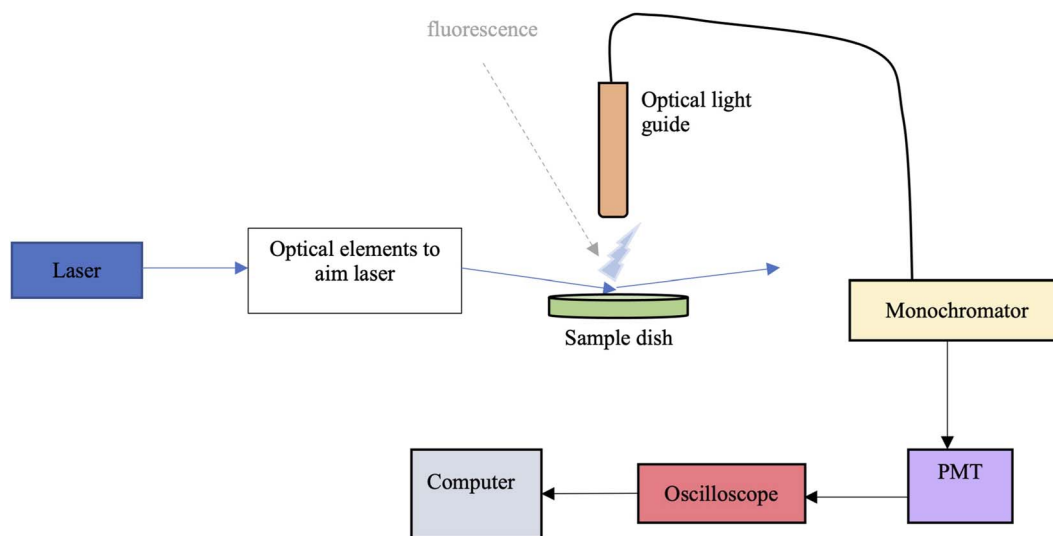 fluorescence
Optical light
guide
Optical elements to
aim laser
Laser
Monochromator
Sample dish
Computer
Oscilloscope
PMT